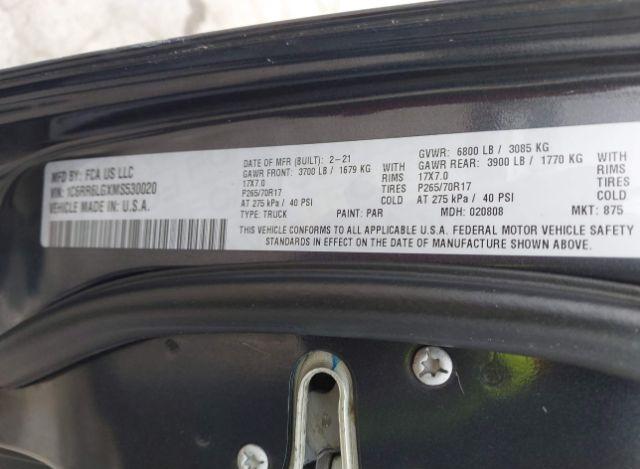 MFD BY: FCA US LLC
VIN: 1C6RR6LGXMS530020
VEHICLE MADE IN U.S.A.
DATE OF MFR (BUILT): 2-21
GAWR FRONT: 3700 LB / 1679 KG
17X7.0
P265/70R17
AT 275 kPa / 40 PSI
TYPE: TRUCK
PAINT: PAR
RIMS
TIRES
COLD
GVWR: 6800 LB / 3085 KG
GAWR REAR: 3900 LB / 1770 KG
17X7.0
P265/70R17
AT 275 kPa / 40 PSI
MDH: 020808
RIMS
TIRES
COLD
MKT: 875
THIS VEHICLE CONFORMS TO ALL APPLICABLE U.S.A. FEDERAL MOTOR VEHICLE SAFETY
STANDARDS IN EFFECT ON THE DATE OF MANUFACTURE SHOWN ABOVE.